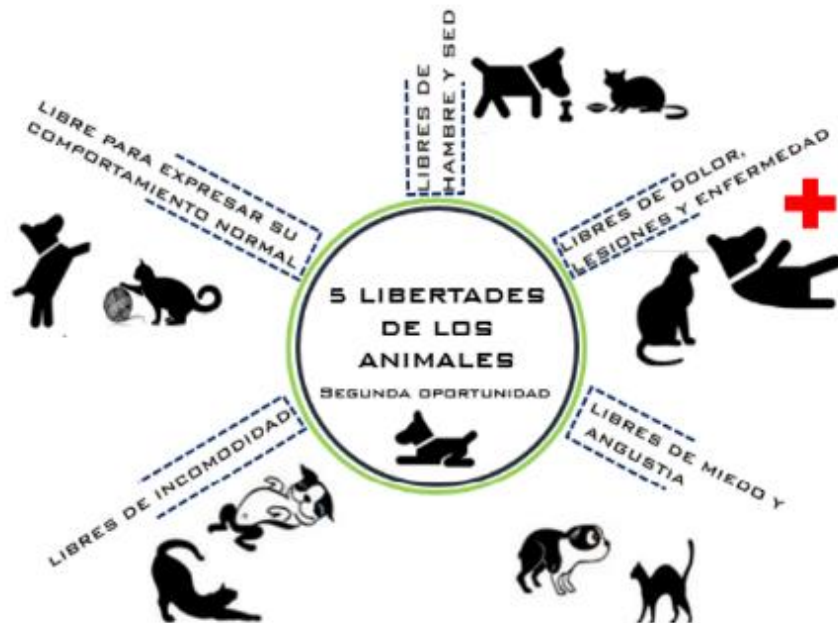 5 LIBERTADES
DE LOS
ANIMALES
SEGUNDA OPORTUNIDAD
LIBRES DE
HAMBRE Y SED
LIBRES DE DOLOR,
LESIONES Y ENFERMEDAD
LIBRES DE MIEDO Y
ANGUSTIA
LIBRES DE INCOMODIDAD
LIBRE PARA EXPRESAR SU
COMPORTAMIENTO NORMAL